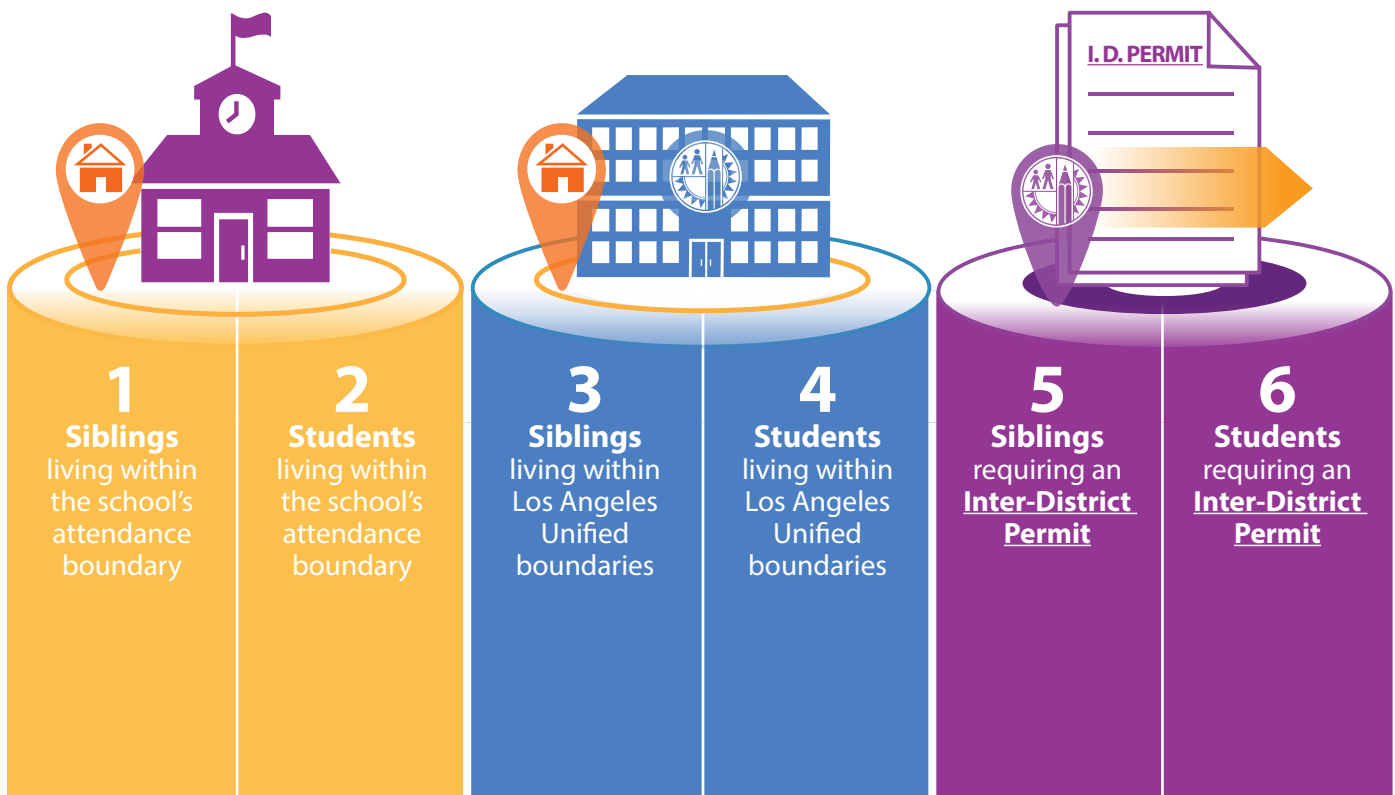 I. D. PERMIT
1
Siblings
living within
the school’s
attendance
boundary
2
Students
living within
the school’s
attendance
boundary
3
Siblings
living within
Los Angeles
Unified
boundaries
4
Students
living within
Los Angeles
Unified
boundaries
5
Siblings
requiring an
Inter-District
Permit
6
Students
requiring an
Inter-District
Permit